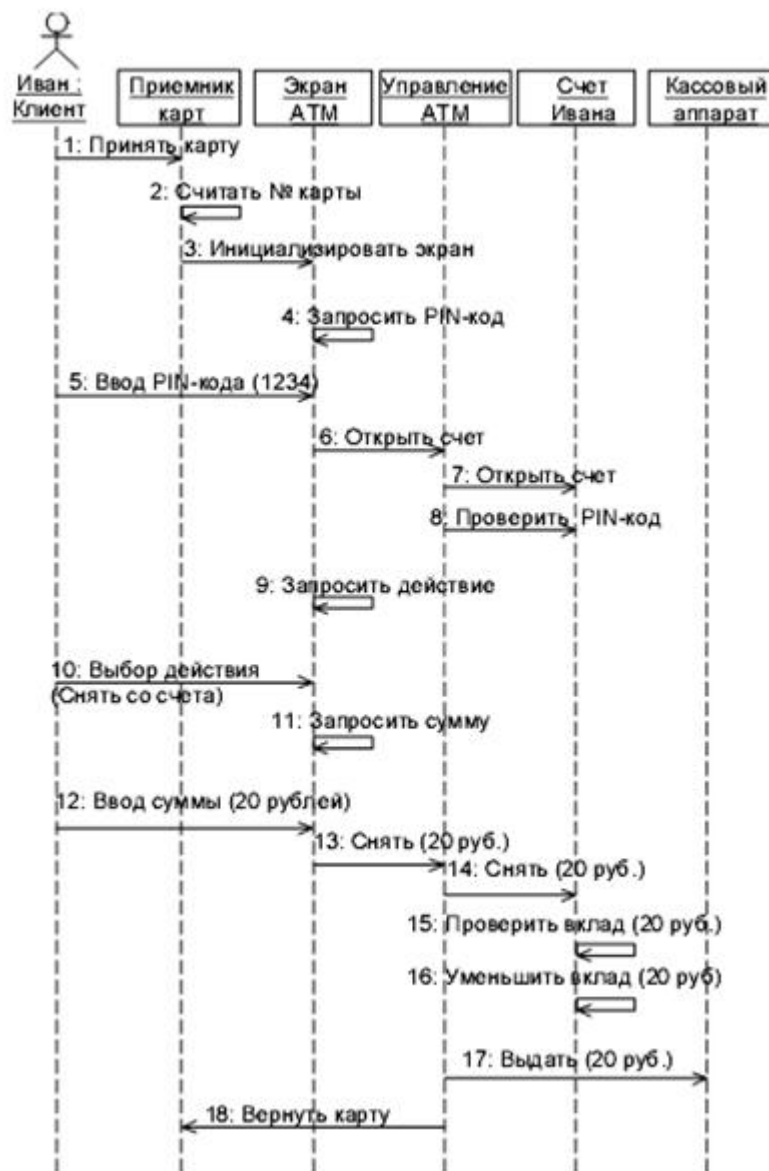 Иван :
Клиент
Приемник
карт
Экран
АТМ
Управление
АТМ
Счет
Ивана
Кассовый
аппарат
1: Принять карту
2: Считать № карты
3: Инициализировать экран
4: Запросить PIN-код
5: Ввод PIN-кода (1234)
6: Открыть счет
7: Открыть счет
8: Проверить PIN-код
9: Запросить действие
10: Выбор действия
(Снять со счета)
11: Запросить сумму
12: Ввод суммы (20 рублей)
13: Снять (20 руб.)
14: Снять (20 руб.)
15: Проверить вклад (20 руб.)
16: Уменьшить вклад (20 руб)
17: Выдать (20 руб.)
18: Вернуть карту